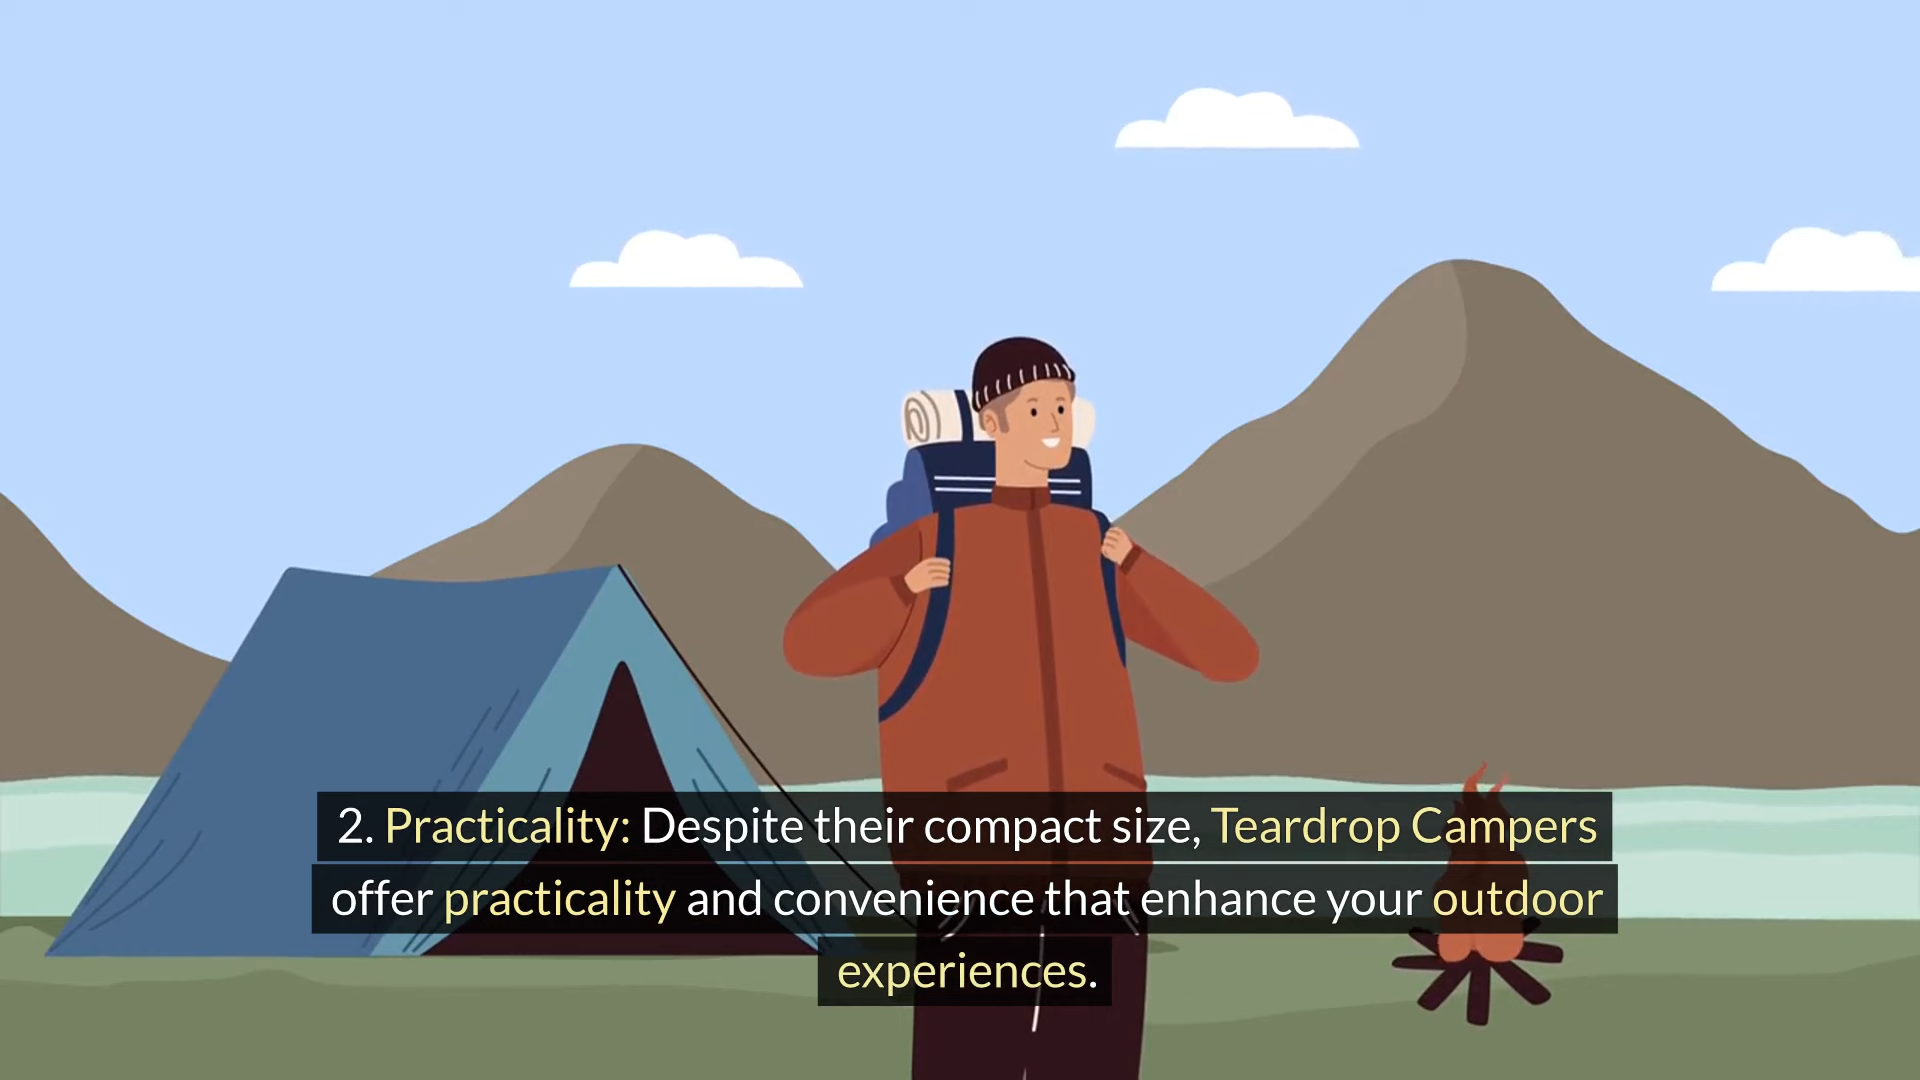 2. Practicality: Despite their compact size, Teardrop Campers
offer practicality and convenience that enhance your outdoor
experiences.